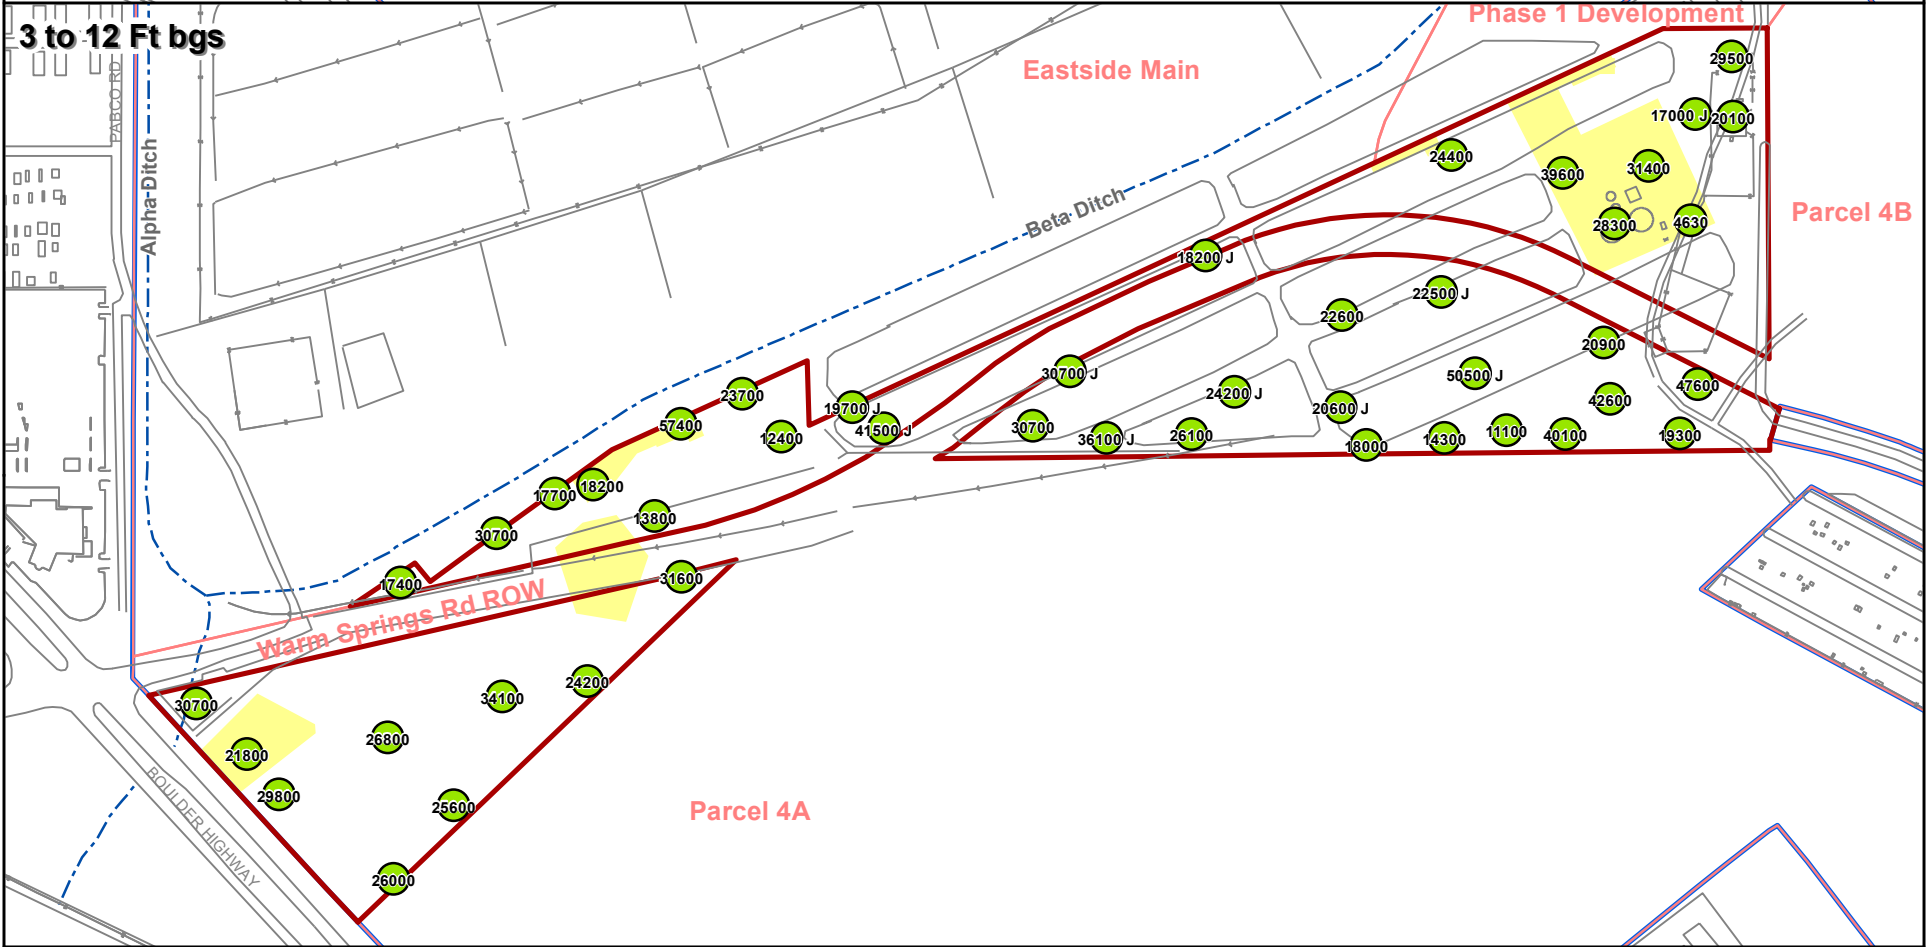 Phase 1 Development
3 to 12 Ft bgs
29500
Eastside Main
PABCO RD
17000 J
20100
24400
39600
31400
Alpha Ditch
Beta Ditch
Parcel 4B
28300
4630
18200 J
22500 J
22600
20900
30700 J
50500 J
47600
24200 J
23700
42600
19700 J
20600 J
57400
41500 J
30700
12400
36100 J
26100
18000
14300
11100
40100
19300
17700
18200
13800
30700
17400
31600
Warm Springs Rd ROW
24200
34100
30700
26800
21800
29800
25600
Parcel 4A
BOULDER HIGHWAY
26000